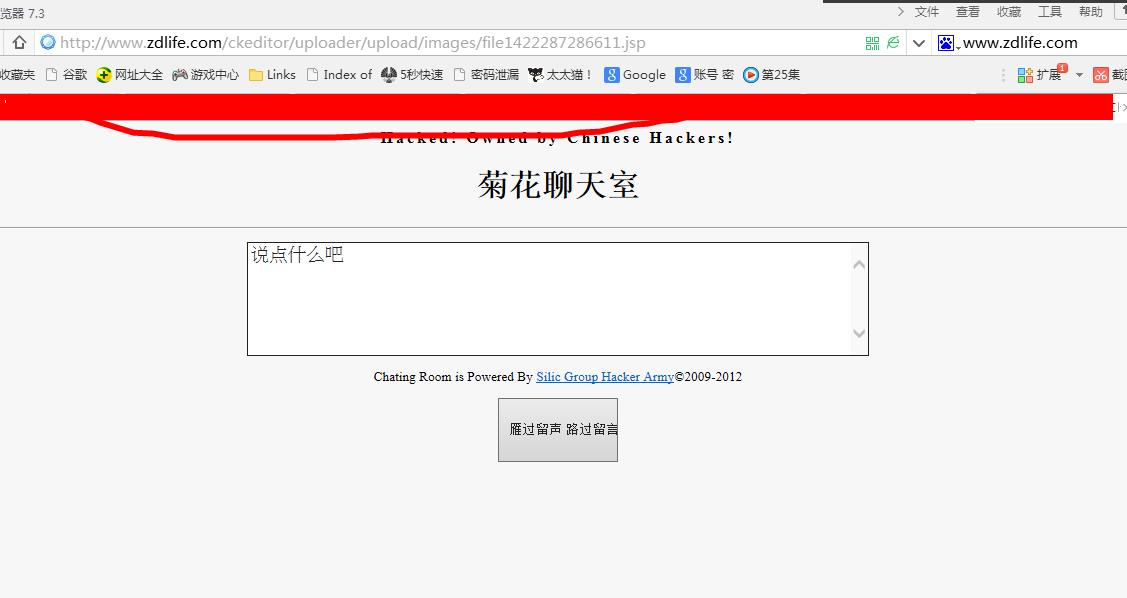 览器 7.3
文件 查看 收藏 工具 帮助
http://www.zdlife.com/ckeditor/uploader/upload/images/file1422287286611.jsp www.zdlife.com
收藏夹 谷歌 网址大全 游戏中心 Links Index of 5秒快速 密码泄漏 太太猫！ Google 账号 密 第25集 扩展 1 截
Hacked! Owned by Chinese Hackers!
菊花聊天室
说点什么吧
Chating Room is Powered By Silic Group Hacker Army©2009-2012
雁过留声 路过留言